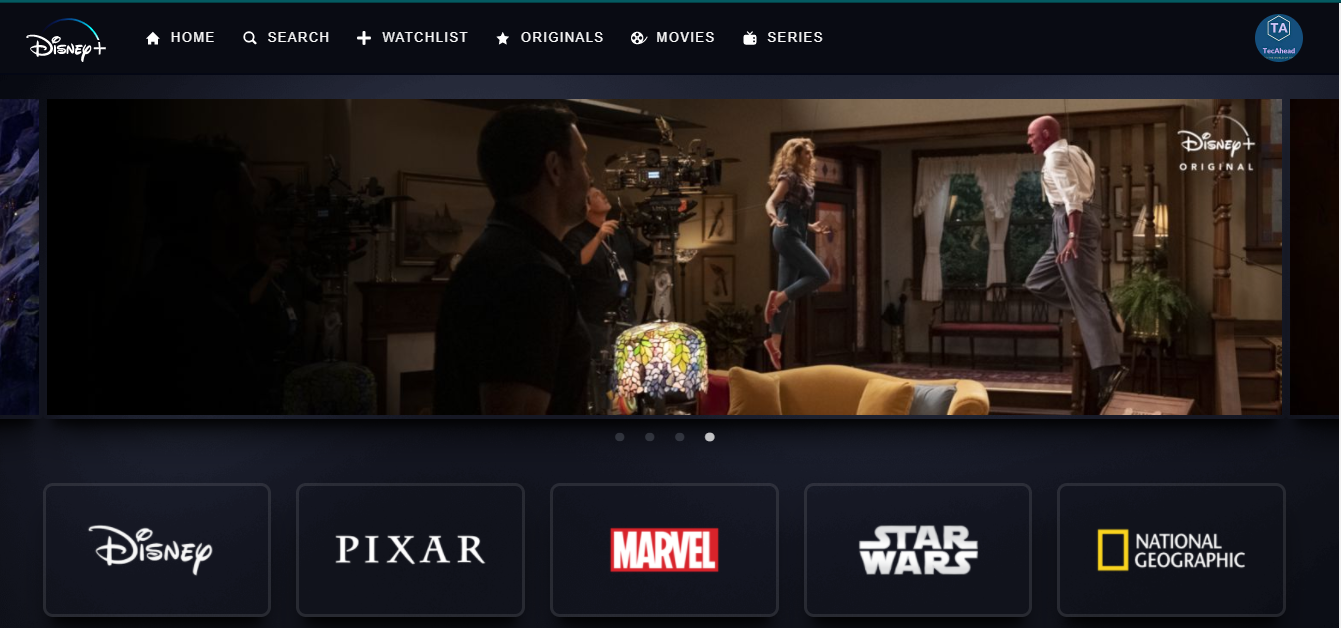 Disney+
HOME
SEARCH
WATCHLIST
ORIGINALS
MOVIES
SERIES
TA
TecAhead
Disney+
ORIGINAL
Disney
PIXAR
MARVEL
STAR
WARS
NATIONAL
GEOGRAPHIC